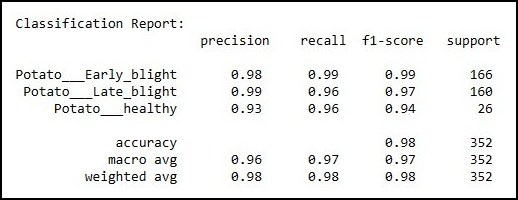 Classification Report:
precision recall f1-score support
Potato___Early_blight 0.98 0.99 0.99 166
Potato___Late_blight 0.99 0.96 0.97 160
Potato___healthy 0.93 0.96 0.94 26
accuracy 0.98 352
macro avg 0.96 0.97 0.97 352
weighted avg 0.98 0.98 0.98 352